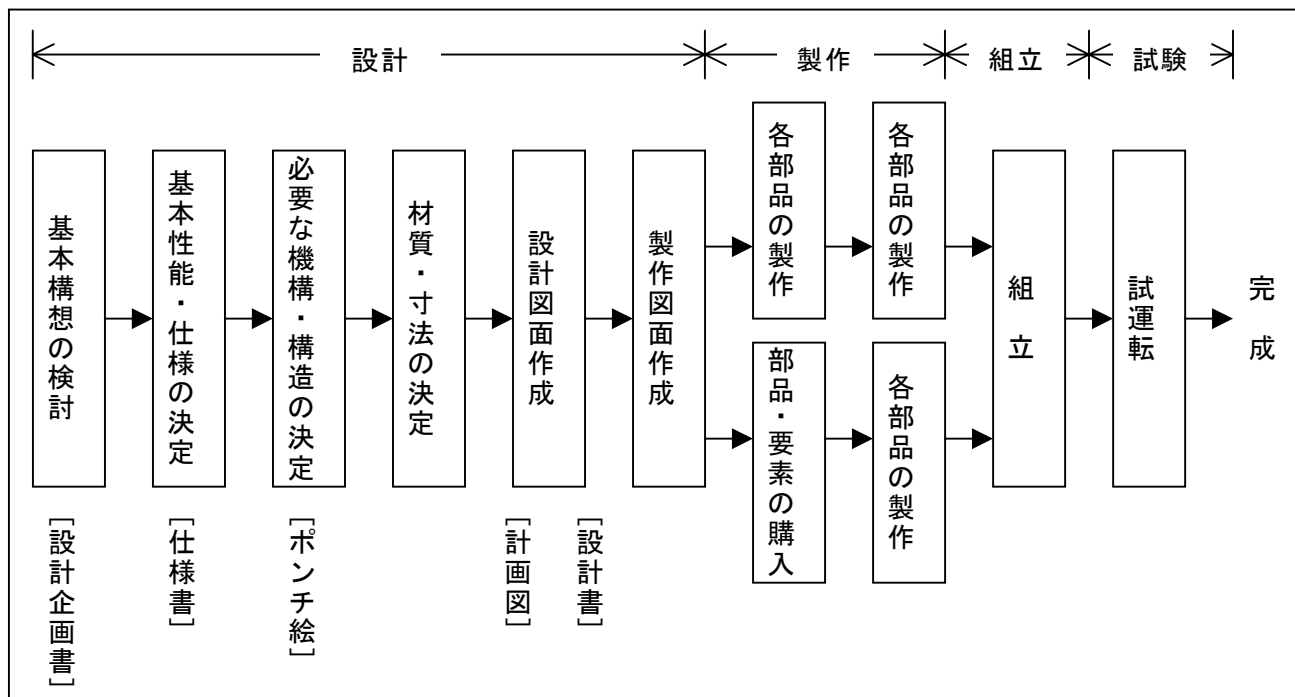 設計
製作
組立
試験
基本構想の検討
基本性能・仕様の決定
必要な機構・構造の決定
材質・寸法の決定
設計図面作成
製作図面作成
各部品の製作
各部品の製作
部品・要素の購入
各部品の製作
組立
試運転
完成
[設計企画書]
[仕様書]
[ポンチ絵]
[計画図]
[設計書]